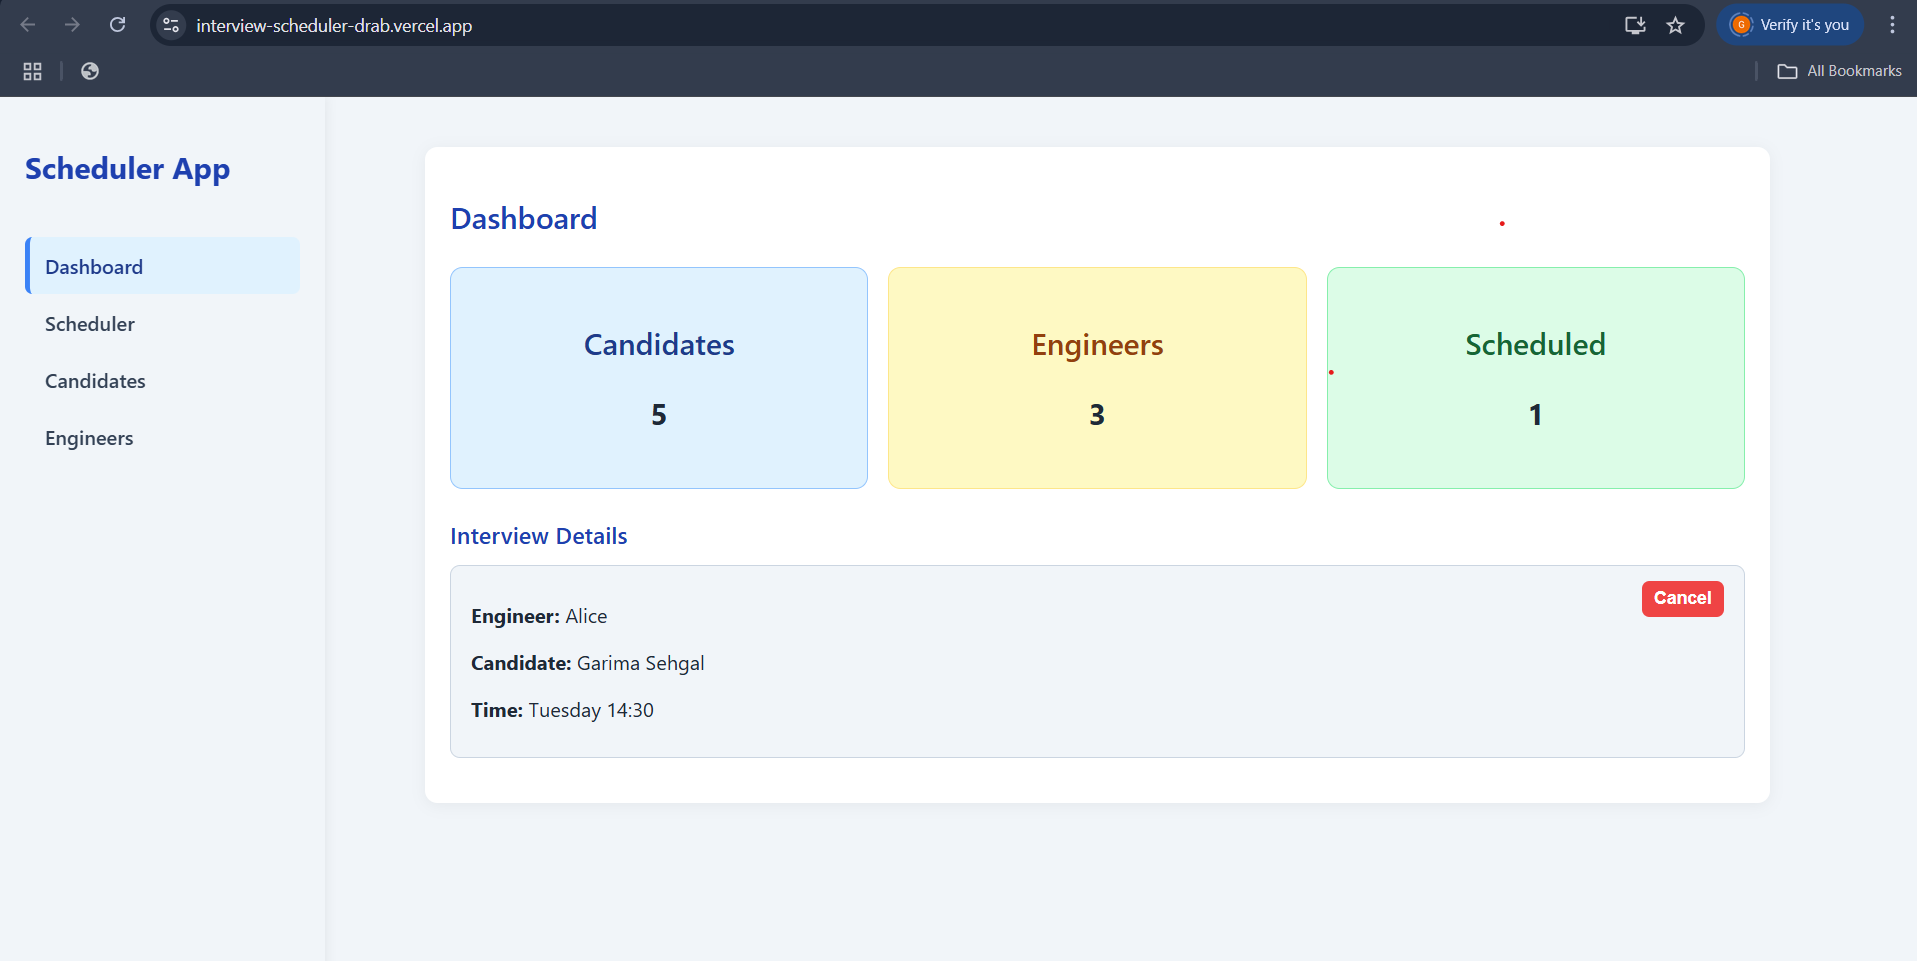 interview-scheduler-drab.vercel.app
G
Verify it's you
All Bookmarks
Scheduler App
Dashboard
Scheduler
Candidates
Engineers
Dashboard
Candidates
5
Engineers
3
Scheduled
1
Interview Details
Cancel
Engineer: Alice
Candidate: Garima Sehgal
Time: Tuesday 14:30